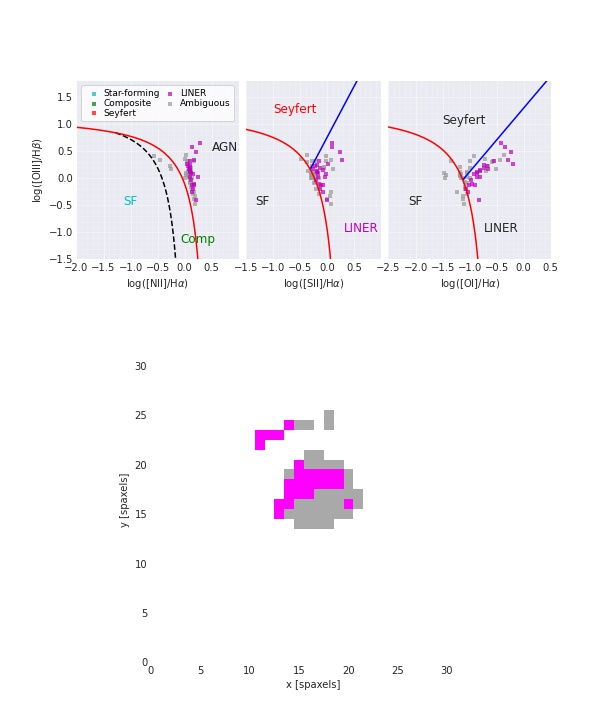 Star-forming
Composite
Seyfert
LINER
Ambiguous
AGN
SF
Comp
Seyfert
SF
LINER
Seyfert
SF
LINER
log([OIII]/Hβ)
1.5
1.0
0.5
0.0
−0.5
−1.0
−1.5
−2.0 −1.5 −1.0 −0.5 0.0 0.5
−1.5 −1.0 −0.5 0.0 0.5
−2.5 −2.0 −1.5 −1.0 −0.5 0.0 0.5
log([NII]/Hα)
log([SII]/Hα)
log([OI]/Hα)
30
25
20
15
10
5
0
y [spaxels]
0 5 10 15 20 25 30
x [spaxels]